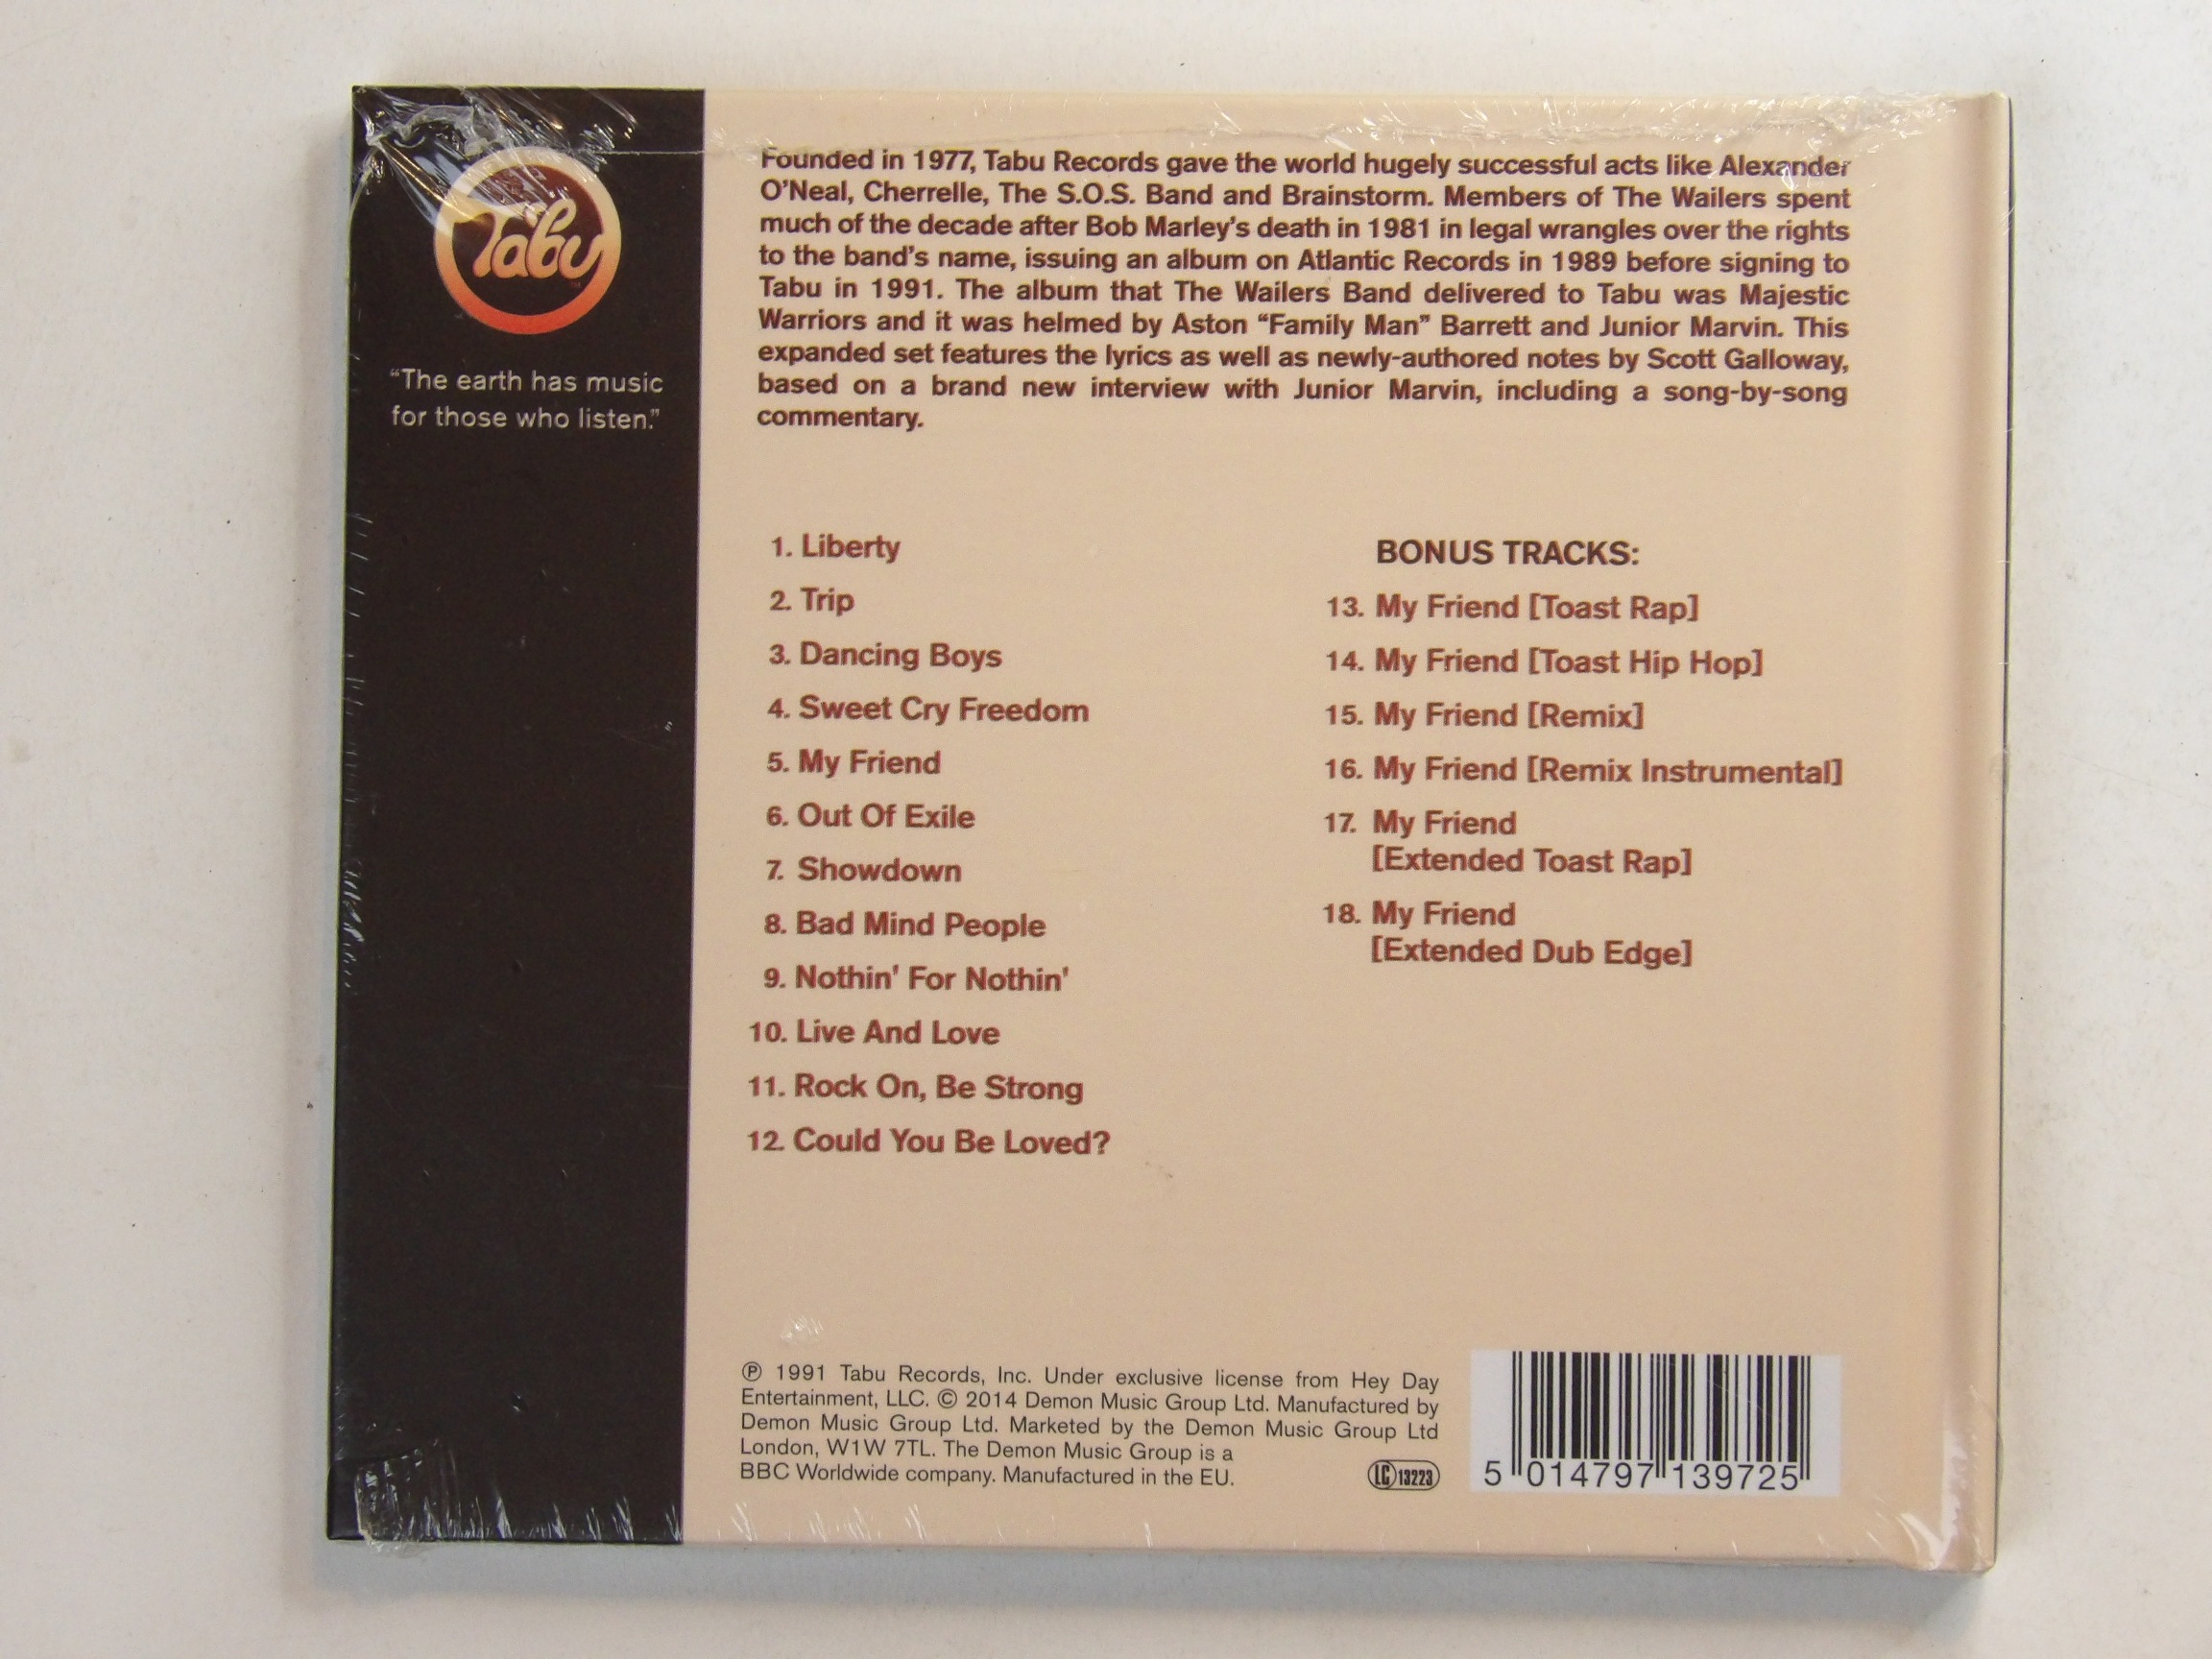 Tabu
"The earth has music
for those who listen."
Founded in 1977, Tabu Records gave the world hugely successful acts like Alexander
O'Neal, Cherrelle, The S.O.S. Band and Brainstorm. Members of The Wailers spent
much of the decade after Bob Marley's death in 1981 in legal wrangles over the rights
to the band's name, issuing an album on Atlantic Records in 1989 before signing to
Tabu in 1991. The album that The Wailers Band delivered to Tabu was Majestic
Warriors and it was helmed by Aston "Family Man" Barrett and Junior Marvin. This
expanded set features the lyrics as well as newly-authored notes by Scott Galloway,
based on a brand new interview with Junior Marvin, including a song-by-song
commentary.
1. Liberty
2. Trip
3. Dancing Boys
4. Sweet Cry Freedom
5. My Friend
6. Out Of Exile
7. Showdown
8. Bad Mind People
9. Nothin' For Nothin'
10. Live And Love
11. Rock On, Be Strong
12. Could You Be Loved?
BONUS TRACKS:
13. My Friend [Toast Rap]
14. My Friend [Toast Hip Hop]
15. My Friend [Remix]
16. My Friend [Remix Instrumental]
17. My Friend
[Extended Toast Rap]
18. My Friend
[Extended Dub Edge]
℗ 1991 Tabu Records, Inc. Under exclusive license from Hey Day
Entertainment, LLC. © 2014 Demon Music Group Ltd. Manufactured by
Demon Music Group Ltd. Marketed by the Demon Music Group Ltd
London, W1W 7TL. The Demon Music Group is a
BBC Worldwide company. Manufactured in the EU.
LC 13223
5 014797 139725